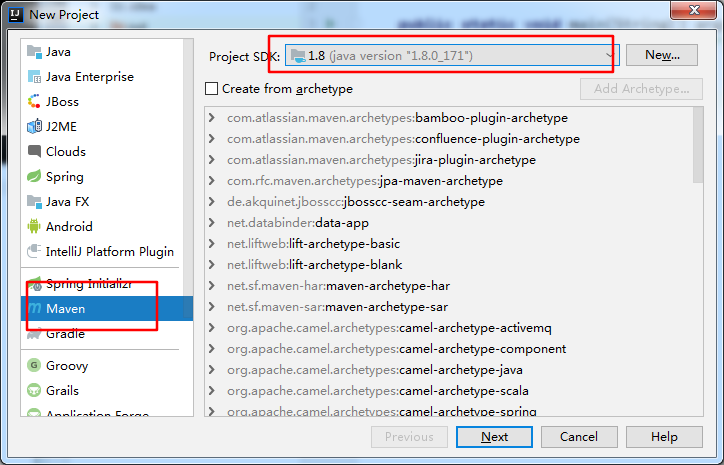 New Project
Java
Java Enterprise
JBoss
J2ME
Clouds
Spring
Java FX
Android
IntelliJ Platform Plugin
Spring Initializr
Maven
Gradle
Groovy
Grails
Application Forge
Project SDK: 1.8 (java version "1.8.0_171") New...
Create from archetype Add Archetype...
com.atlassian.maven.archetypes:bamboo-plugin-archetype
com.atlassian.maven.archetypes:confluence-plugin-archetype
com.atlassian.maven.archetypes:jira-plugin-archetype
com.rfc.maven.archetypes:jpa-maven-archetype
de.akquinet.jbosscc:jbosscc-seam-archetype
net.databinder:data-app
net.liftweb:lift-archetype-basic
net.liftweb:lift-archetype-blank
net.sf.maven-har:maven-archetype-har
net.sf.maven-sar:maven-archetype-sar
org.apache.camel.archetypes:camel-archetype-activemq
org.apache.camel.archetypes:camel-archetype-component
org.apache.camel.archetypes:camel-archetype-java
org.apache.camel.archetypes:camel-archetype-scala
org.apache.camel.archetypes:camel-archetype-spring
Previous Next Cancel Help